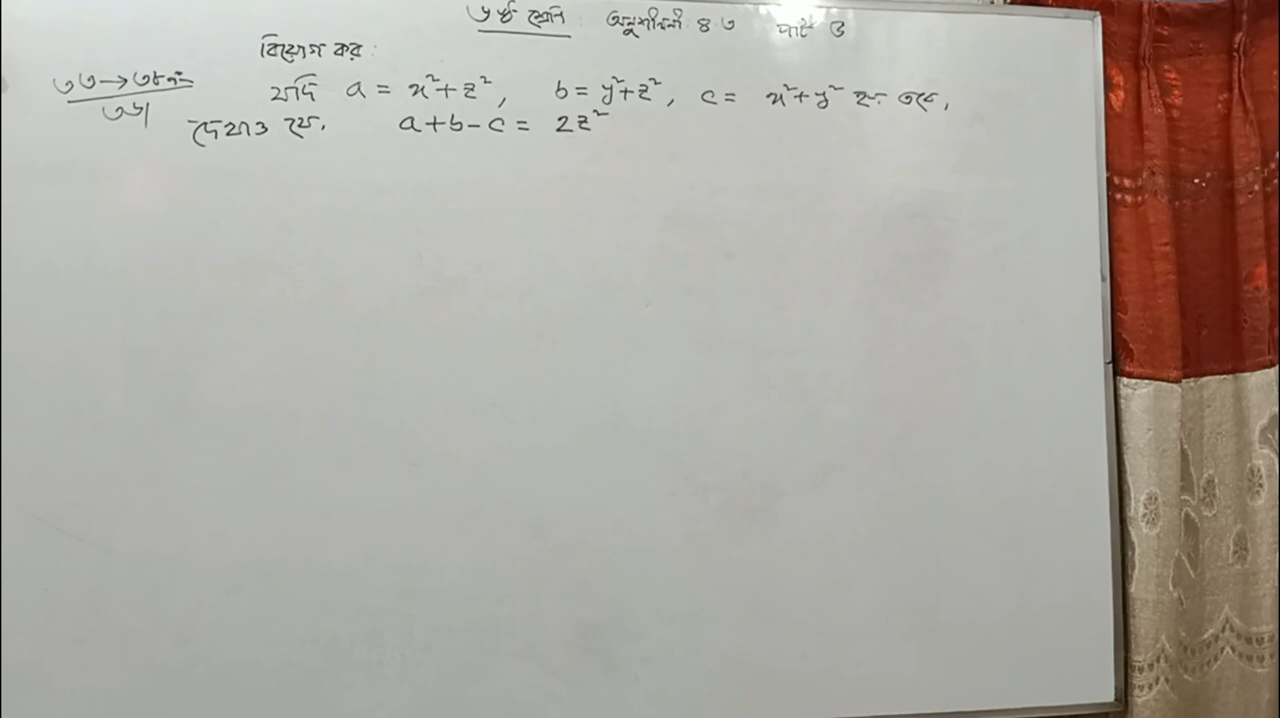 ৬ষ্ঠ শ্রেনি : অনুশীলনী: ৪.৩ পার্ট ৩
বিয়োগ কর :
৩৩→৩৮নং
৩৬।
যদি a = x²+z², b = y²+z², c = x²+y² হয় তবে,
দেখাও যে, a+b-c = 2z²